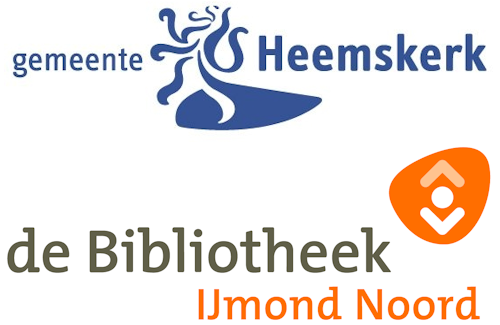 gemeente Heemskerk
de Bibliotheek
IJmond Noord